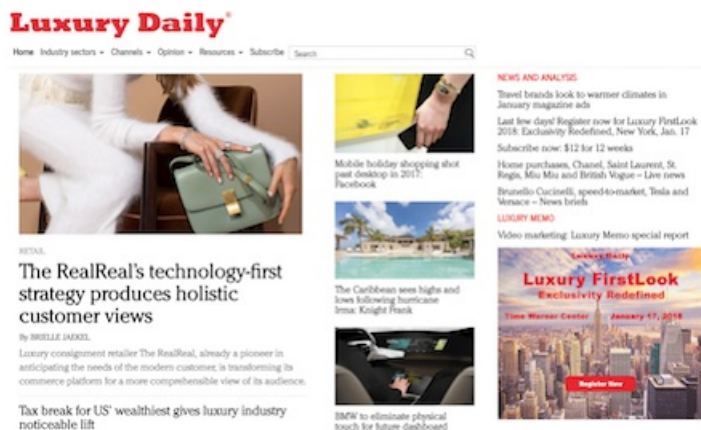 Luxury Daily®
Home Industry sectors Channels Opinion Resources Subscribe Search
RETAIL
The RealReal's technology-first
strategy produces holistic
customer views
By BRIELLE JAEKEL
Luxury consignment retailer The RealReal, already a pioneer in
anticipating the needs of the modern customer, is transforming its
commerce platform for a more comprehensible view of its audience.
Tax break for US' wealthiest gives luxury industry
noticeable lift
Mobile holiday shopping shot
past desktop in 2017:
Facebook
The Caribbean sees highs and
lows following hurricane
Irma: Knight Frank
BMW to eliminate physical
touch for future dashboard
NEWS AND ANALYSIS
Travel brands look to warmer climates in
January magazine ads
Last few days! Register now for Luxury FirstLook
2018: Exclusivity Redefined, New York, Jan. 17
Subscribe now: $12 for 12 weeks
Home purchases, Chanel, Saint Laurent, St.
Regis, Miu Miu and British Vogue – Live news
Brunello Cucinelli, speed-to-market, Tesla and
Versace – News briefs
LUXURY MEMO
Video marketing: Luxury Memo special report
Luxury Daily
Luxury FirstLook
Exclusivity Redefined
Time Warner Center January 17, 2018
Register Now